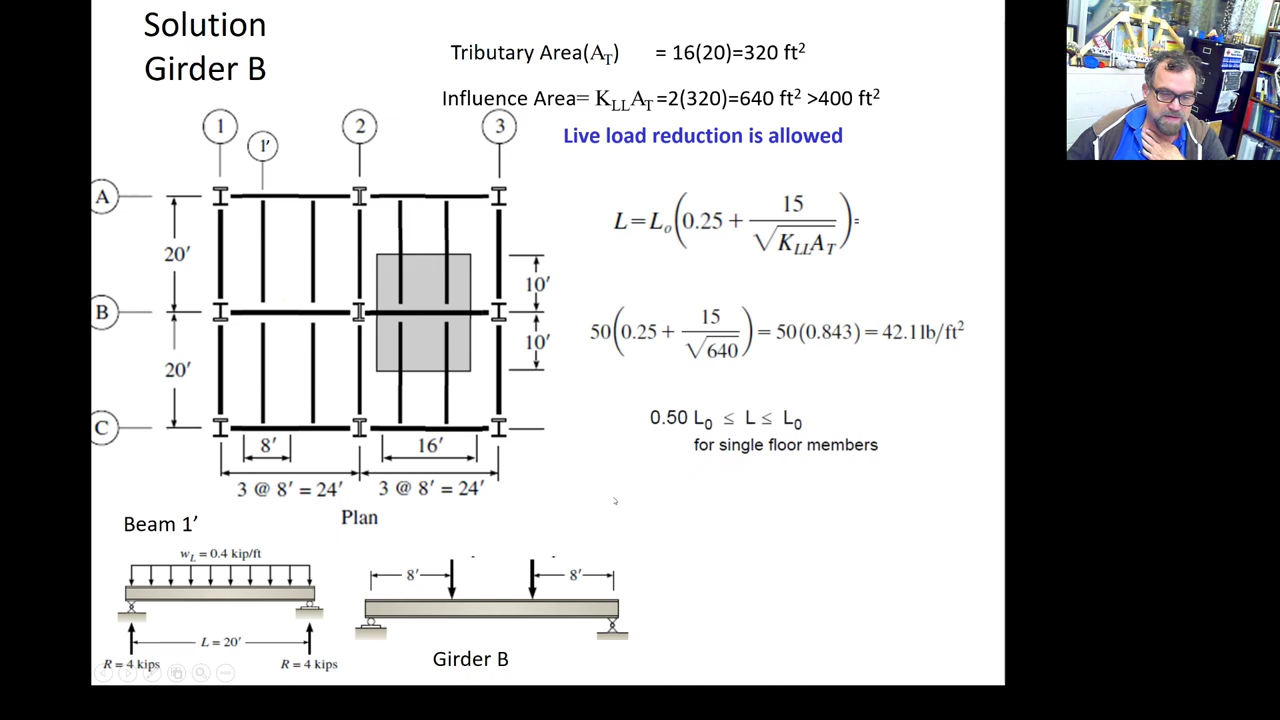 Solution
Girder B
Tributary Area(A_T) = 16(20)=320 ft²
Influence Area= K_LL A_T =2(320)=640 ft² >400 ft²
Live load reduction is allowed
L=L_o(0.25 + 15/√K_LL A_T)=
50(0.25 + 15/√640) = 50(0.843) = 42.1 lb/ft²
0.50 L₀ ≤ L ≤ L₀
for single floor members
1
2
3
1′
A
20′
10′
B
10′
20′
C
8′
16′
3 @ 8′ = 24′
3 @ 8′ = 24′
Plan
Beam 1’
w_L = 0.4 kip/ft
L = 20′
R = 4 kips
R = 4 kips
8′
8′
Girder B